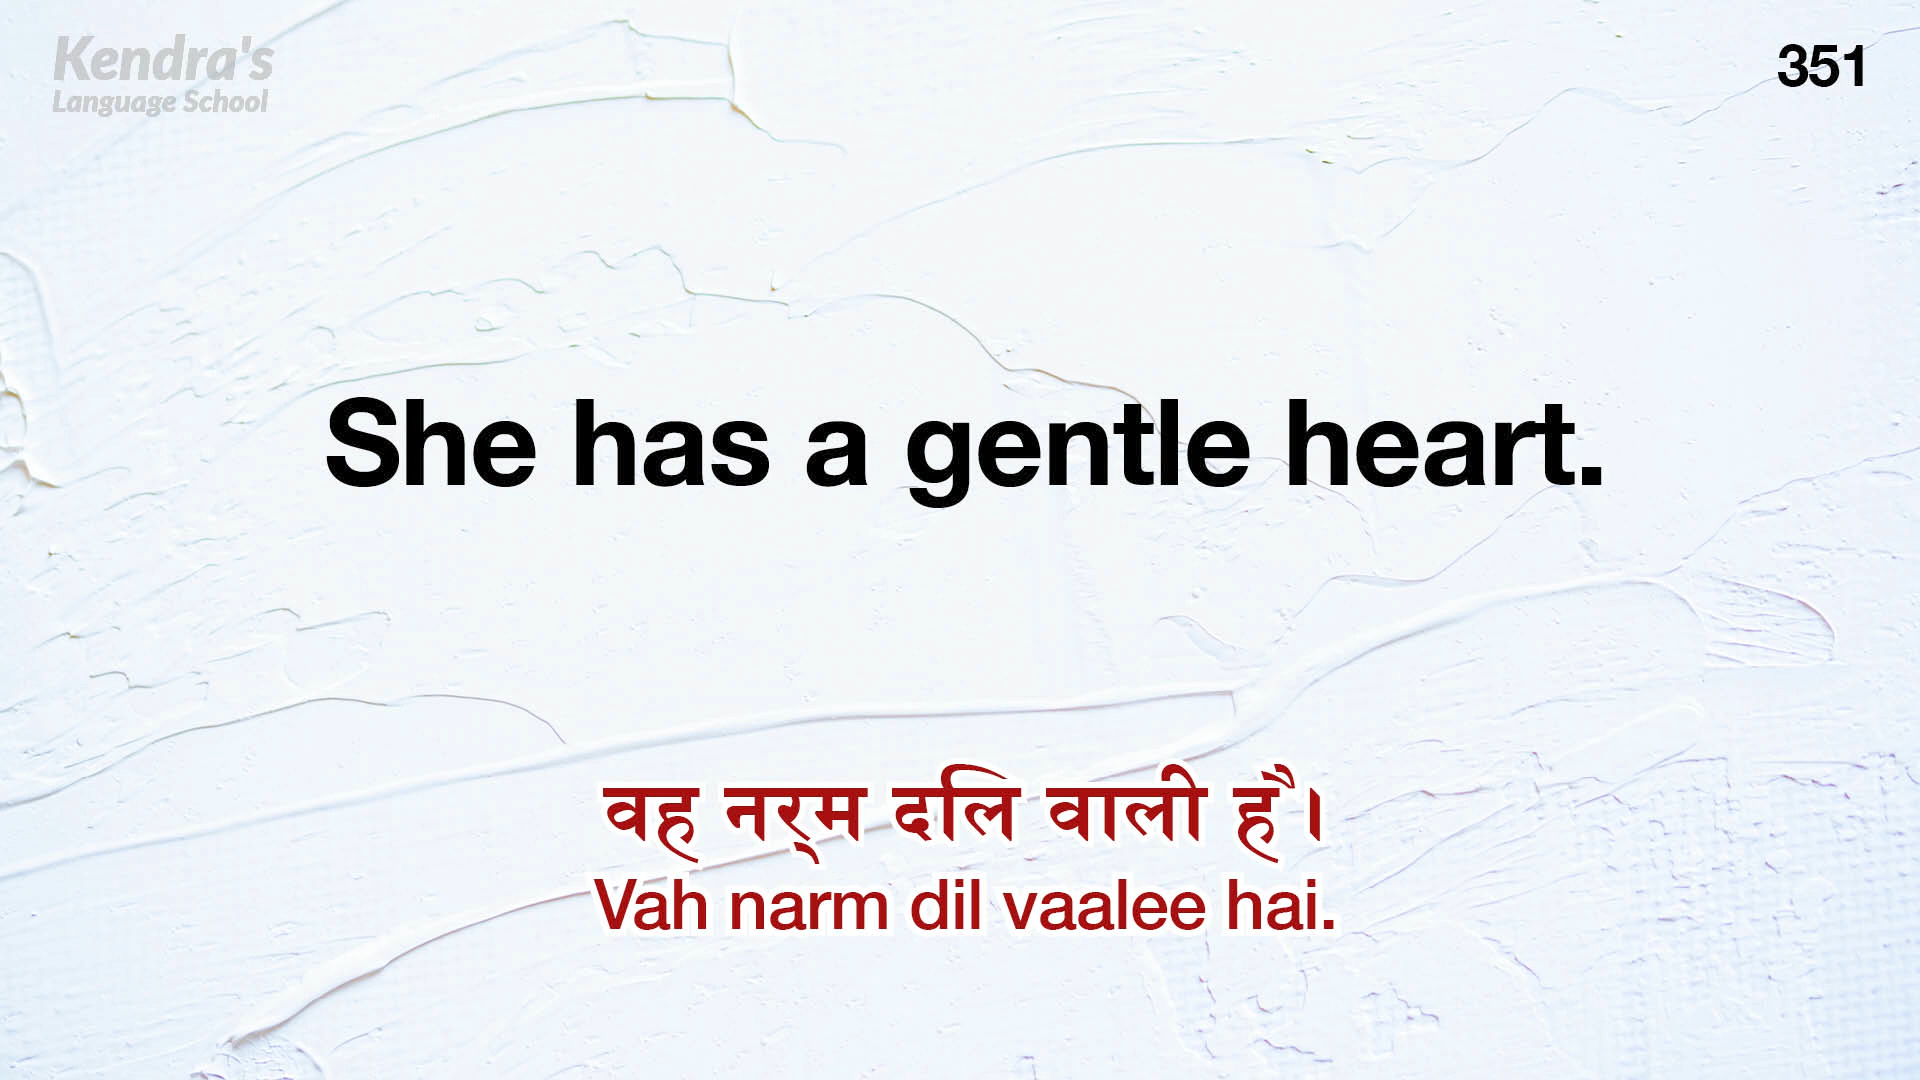 Kendra's
Language School
351
She has a gentle heart.
वह नर्‌म दलि वाली है।
Vah narm dil vaalee hai.